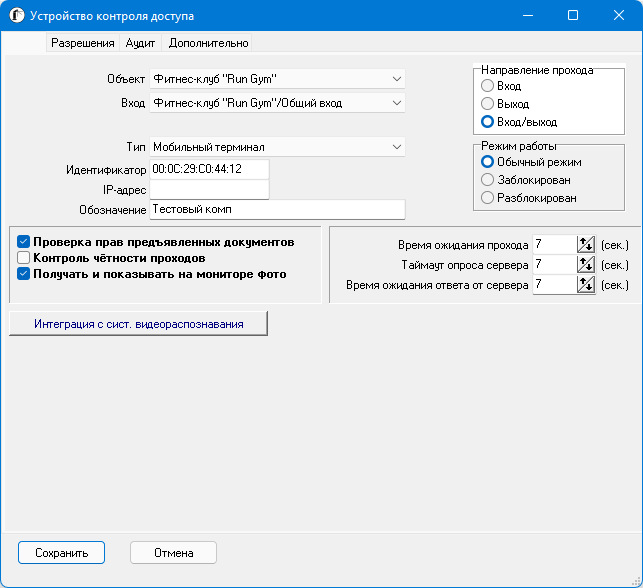 Устройство контроля доступа
Разрешения Аудит Дополнительно
Объект Фитнес-клуб "Run Gym"
Вход Фитнес-клуб "Run Gym"/Общий вход
Тип Мобильный терминал
Идентификатор 00:0C:29:C0:44:12
IP-адрес
Обозначение Тестовый комп
Направление прохода
Вход
Выход
Вход/выход
Режим работы
Обычный режим
Заблокирован
Разблокирован
Проверка прав предъявленных документов
Контроль чётности проходов
Получать и показывать на мониторе фото
Время ожидания прохода 7 (сек.)
Таймаут опроса сервера 7 (сек.)
Время ожидания ответа от сервера 7 (сек.)
Интеграция с сист. видеораспознавания
Сохранить Отмена